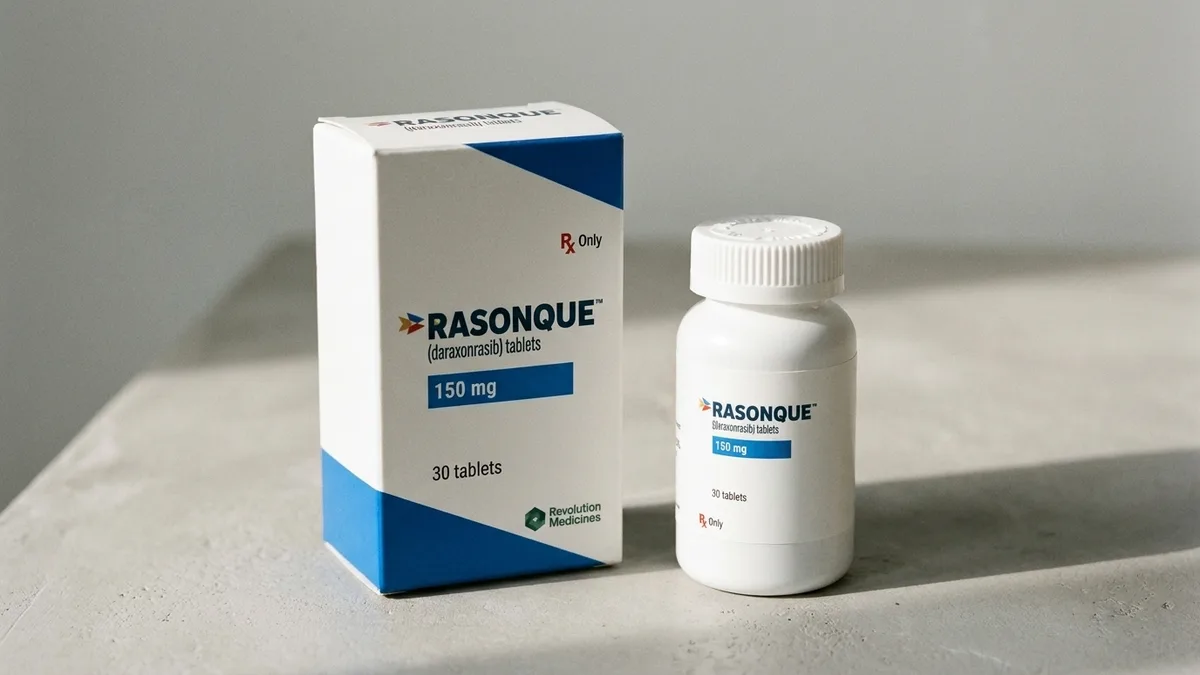 RASONQUE
tablets
Rx Only
RASONQUE™
(daraxonrasib) tablets
150 mg
30 tablets
Revolution
Medicines
RASONQUE™
tablets
150 mg
30 tablets
Rx Only